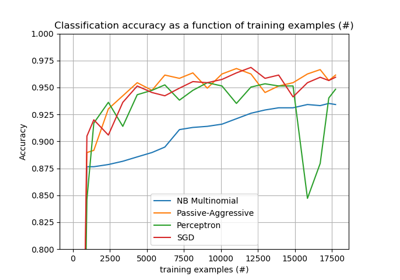 Classification accuracy as a function of training examples (#)
1.000
0.975
0.950
0.925
0.900
0.875
0.850
0.825
0.800
Accuracy
NB Multinomial
Passive-Aggressive
Perceptron
SGD
0 2500 5000 7500 10000 12500 15000 17500
training examples (#)